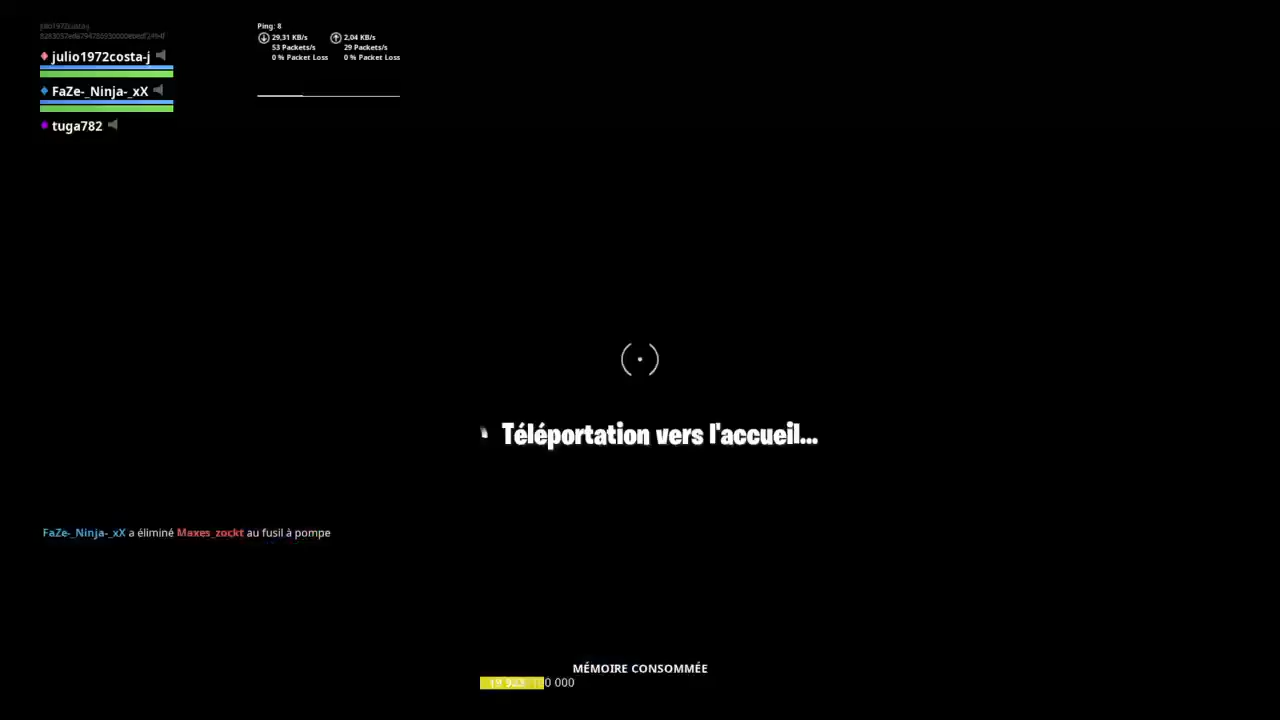 julio1972costa-j
julio1972costa-j
FaZe-_Ninja-_xX
tuga782
Ping: 8
29,31 KB/s 2,04 KB/s
53 Packets/s 29 Packets/s
0 % Packet Loss 0 % Packet Loss
Téléportation vers l'accueil...
FaZe-_Ninja-_xX a éliminé Maxes_zockt au fusil à pompe
MÉMOIRE CONSOMMÉE